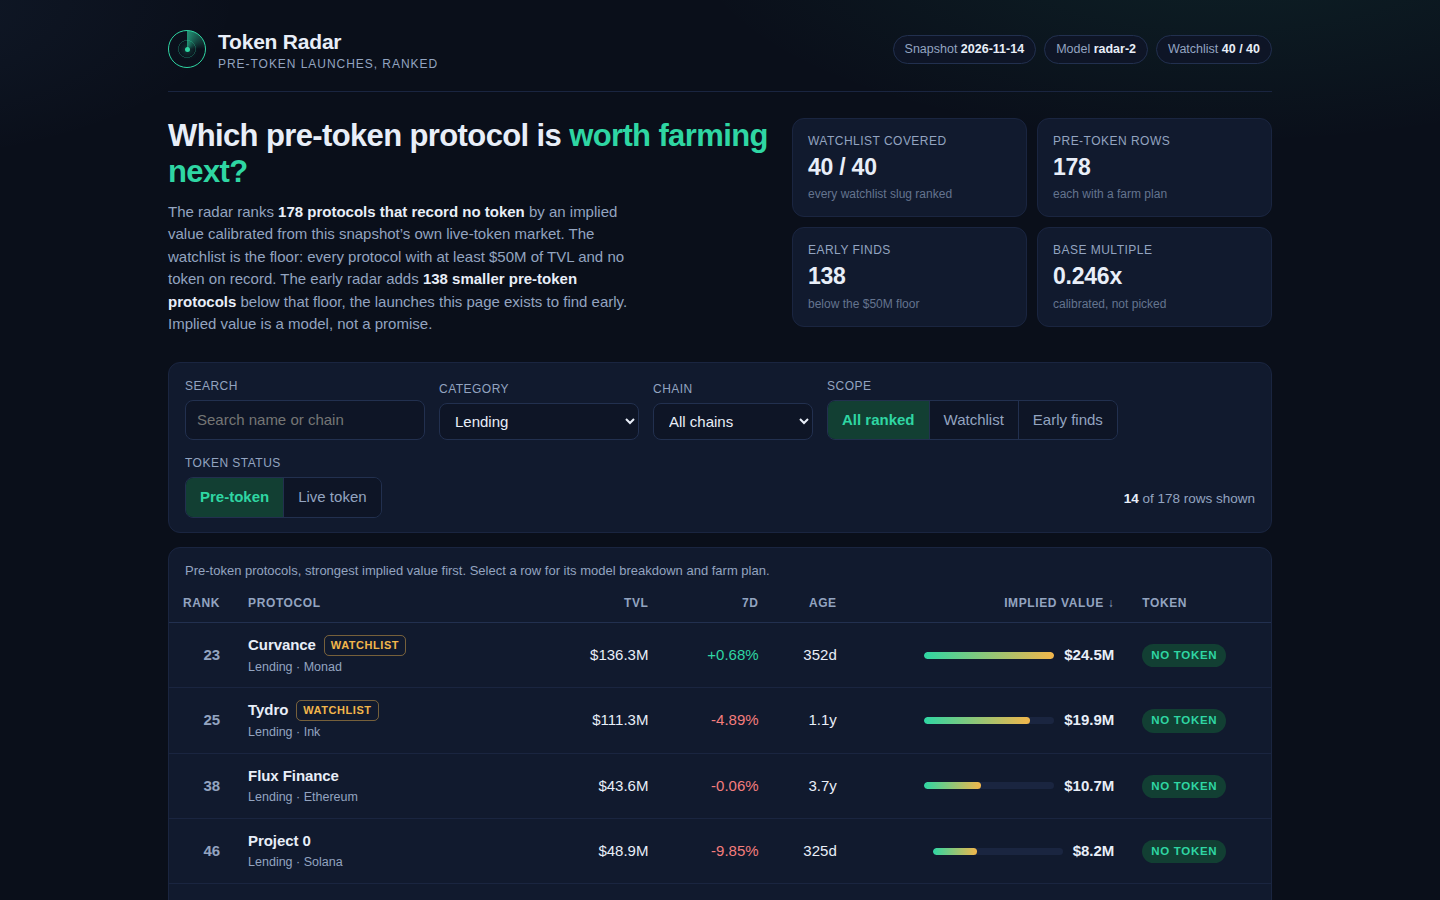 Token Radar
PRE-TOKEN LAUNCHES, RANKED
Snapshot 2026-11-14
Model radar-2
Watchlist 40 / 40
Which pre-token protocol is worth farming
next?
The radar ranks 178 protocols that record no token by an implied
value calibrated from this snapshot’s own live-token market. The
watchlist is the floor: every protocol with at least $50M of TVL and no
token on record. The early radar adds 138 smaller pre-token
protocols below that floor, the launches this page exists to find early.
Implied value is a model, not a promise.
WATCHLIST COVERED
40 / 40
every watchlist slug ranked
PRE-TOKEN ROWS
178
each with a farm plan
EARLY FINDS
138
below the $50M floor
BASE MULTIPLE
0.246x
calibrated, not picked
SEARCH
Search name or chain
CATEGORY
Lending
CHAIN
All chains
SCOPE
All ranked Watchlist Early finds
TOKEN STATUS
Pre-token Live token
14 of 178 rows shown
Pre-token protocols, strongest implied value first. Select a row for its model breakdown and farm plan.
RANK PROTOCOL TVL 7D AGE IMPLIED VALUE ↓ TOKEN
23 Curvance WATCHLIST $136.3M +0.68% 352d $24.5M NO TOKEN
Lending · Monad
25 Tydro WATCHLIST $111.3M -4.89% 1.1y $19.9M NO TOKEN
Lending · Ink
38 Flux Finance $43.6M -0.06% 3.7y $10.7M NO TOKEN
Lending · Ethereum
46 Project 0 $48.9M -9.85% 325d $8.2M NO TOKEN
Lending · Solana